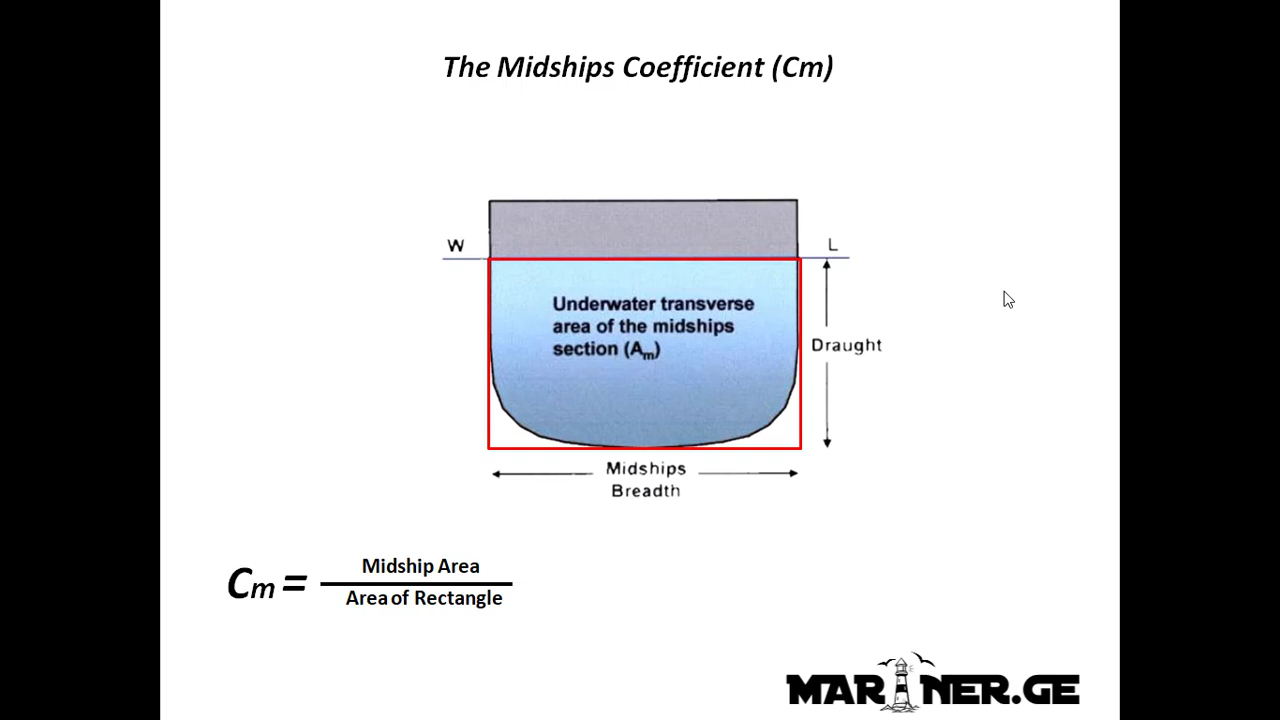 The Midships Coefficient (Cm)
W
L
Underwater transverse
area of the midships
section (Am)
Draught
Midships
Breadth
Cm = Midship Area
Area of Rectangle
MARINER.GE